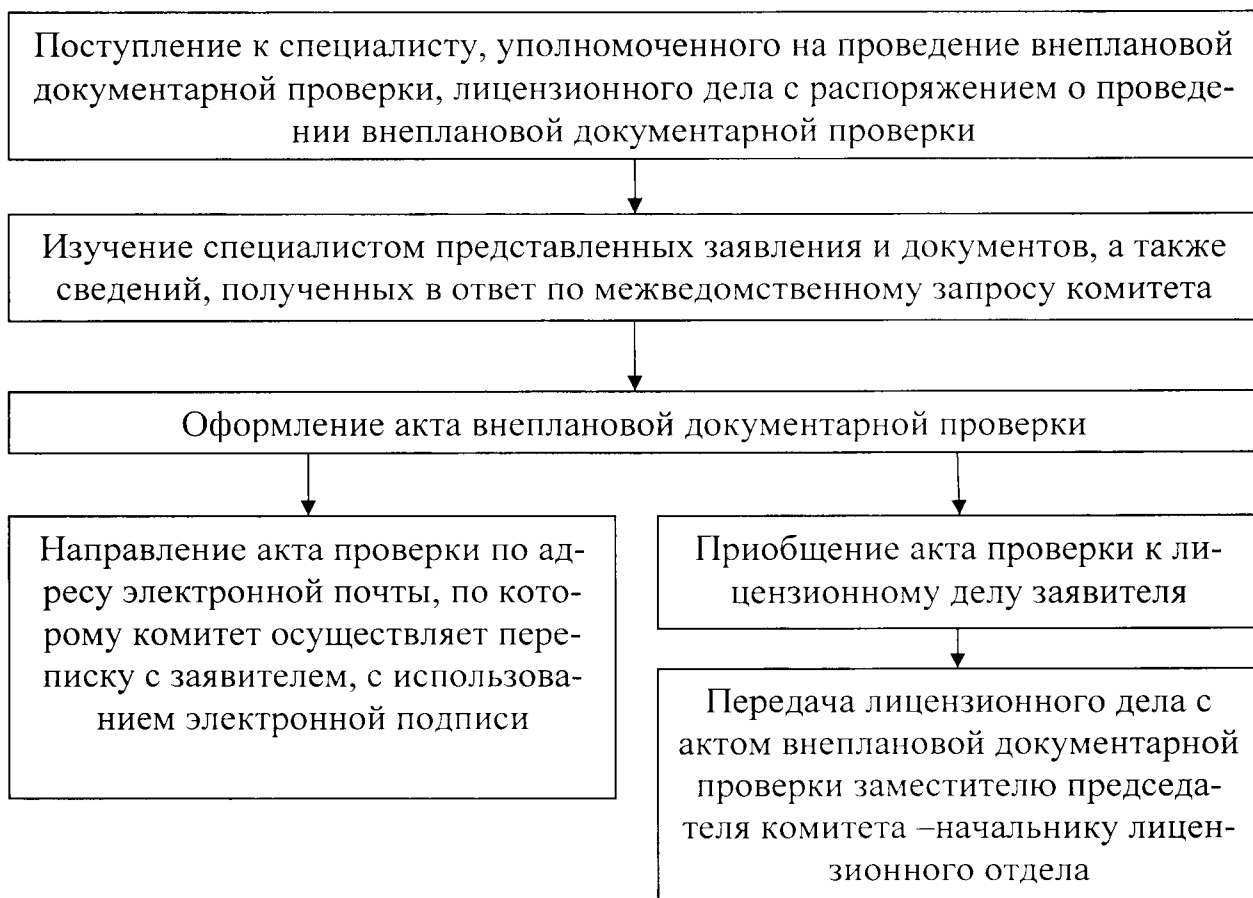 Поступление к специалисту, уполномоченного на проведение внеплановой
документарной проверки, лицензионного дела с распоряжением о проведе-
нии внеплановой документарной проверки
Изучение специалистом представленных заявления и документов, а также
сведений, полученных в ответ по межведомственному запросу комитета
Оформление акта внеплановой документарной проверки
Направление акта проверки по ад-
ресу электронной почты, по кото-
рому комитет осуществляет пере-
писку с заявителем, с использова-
нием электронной подписи
Приобщение акта проверки к ли-
цензионному делу заявителя
Передача лицензионного дела с
актом внеплановой документарной
проверки заместителю председа-
теля комитета –начальнику лицен-
зионного отдела